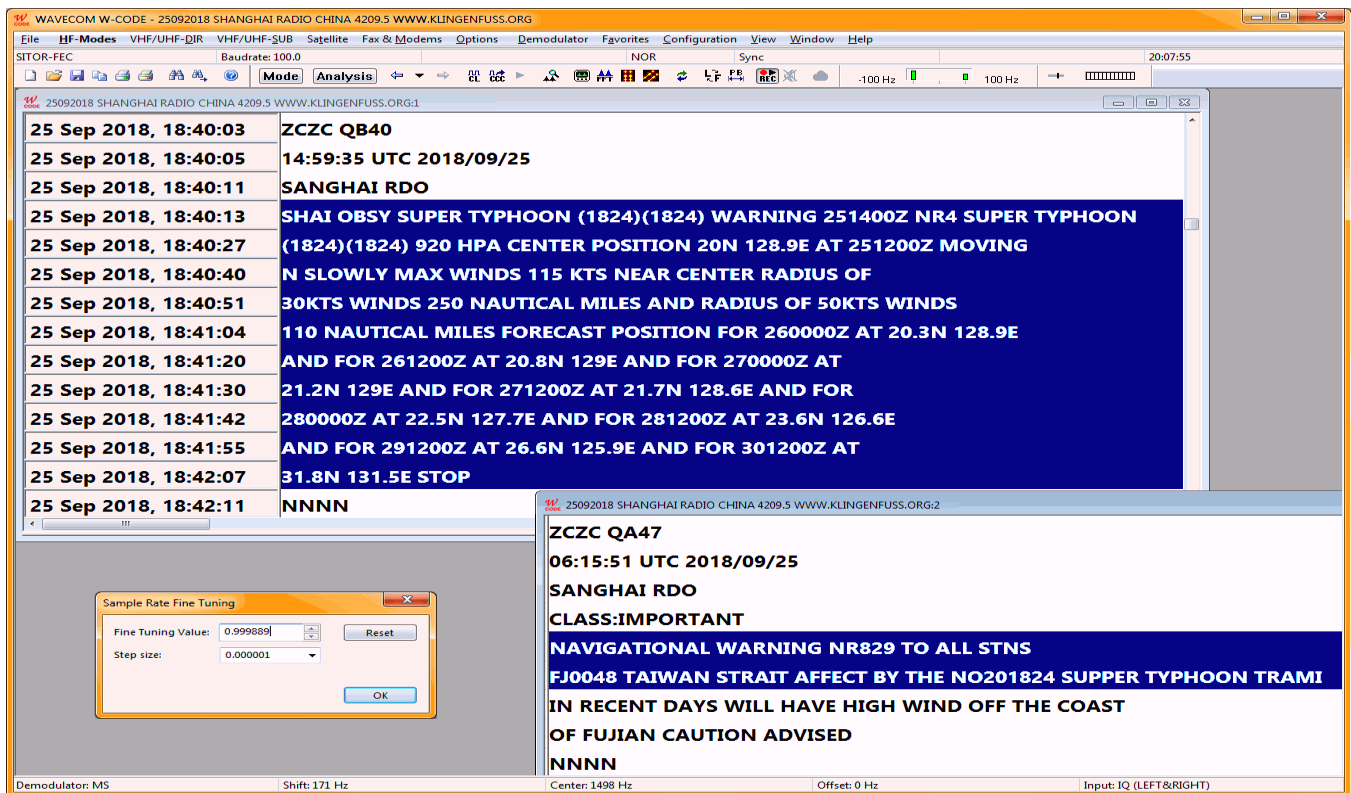 WAVECOM W-CODE - 25092018 SHANGHAI RADIO CHINA 4209.5 WWW.KLINGENFUSS.ORG
File HF-Modes VHF/UHF-DIR VHF/UHF-SUB Satellite Fax & Modems Options Demodulator Favorites Configuration View Window Help
SITOR-FEC Baudrate: 100.0 NOR Sync 20:07:55
Mode Analysis REC -100 Hz 100 Hz
25092018 SHANGHAI RADIO CHINA 4209.5 WWW.KLINGENFUSS.ORG:1
25 Sep 2018, 18:40:03 ZCZC QB40
25 Sep 2018, 18:40:05 14:59:35 UTC 2018/09/25
25 Sep 2018, 18:40:11 SANGHAI RDO
25 Sep 2018, 18:40:13 SHAI OBSY SUPER TYPHOON (1824)(1824) WARNING 251400Z NR4 SUPER TYPHOON
25 Sep 2018, 18:40:27 (1824)(1824) 920 HPA CENTER POSITION 20N 128.9E AT 251200Z MOVING
25 Sep 2018, 18:40:40 N SLOWLY MAX WINDS 115 KTS NEAR CENTER RADIUS OF
25 Sep 2018, 18:40:51 30KTS WINDS 250 NAUTICAL MILES AND RADIUS OF 50KTS WINDS
25 Sep 2018, 18:41:04 110 NAUTICAL MILES FORECAST POSITION FOR 260000Z AT 20.3N 128.9E
25 Sep 2018, 18:41:20 AND FOR 261200Z AT 20.8N 129E AND FOR 270000Z AT
25 Sep 2018, 18:41:30 21.2N 129E AND FOR 271200Z AT 21.7N 128.6E AND FOR
25 Sep 2018, 18:41:42 280000Z AT 22.5N 127.7E AND FOR 281200Z AT 23.6N 126.6E
25 Sep 2018, 18:41:55 AND FOR 291200Z AT 26.6N 125.9E AND FOR 301200Z AT
25 Sep 2018, 18:42:07 31.8N 131.5E STOP
25 Sep 2018, 18:42:11 NNNN
25092018 SHANGHAI RADIO CHINA 4209.5 WWW.KLINGENFUSS.ORG:2
ZCZC QA47
06:15:51 UTC 2018/09/25
SANGHAI RDO
CLASS:IMPORTANT
NAVIGATIONAL WARNING NR829 TO ALL STNS
FJ0048 TAIWAN STRAIT AFFECT BY THE NO201824 SUPPER TYPHOON TRAMI
IN RECENT DAYS WILL HAVE HIGH WIND OFF THE COAST
OF FUJIAN CAUTION ADVISED
NNNN
Sample Rate Fine Tuning
Fine Tuning Value: 0.999889 Reset
Step size: 0.000001
OK
Demodulator: MS Shift: 171 Hz Center: 1498 Hz Offset: 0 Hz Input: IQ (LEFT&RIGHT)